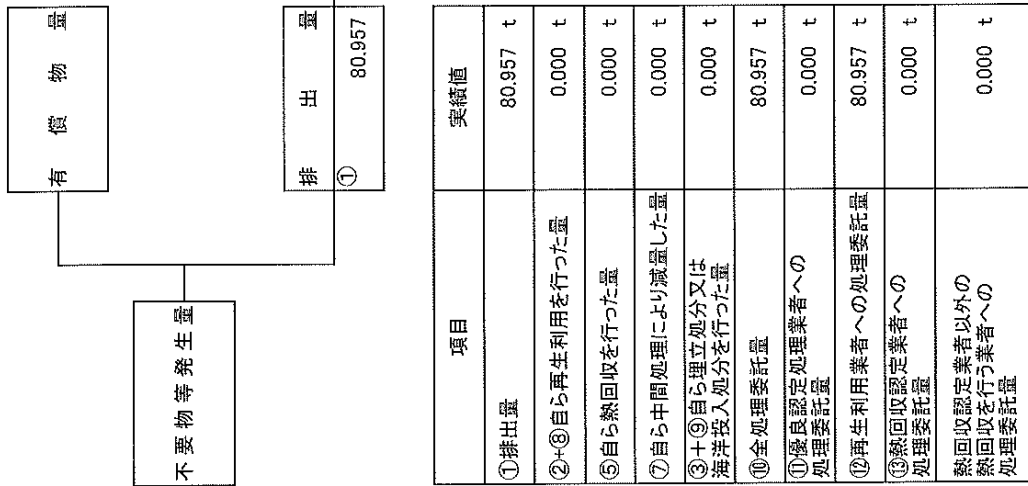 有償物量
不要物等発生量
排出量
① 80.957
項目 実績値
①排出量 80.957 t
②+⑧自ら再生利用を行った量 0.000 t
⑤自ら熱回収を行った量 0.000 t
⑦自ら中間処理により減量した量 0.000 t
③+⑨自ら埋立処分又は
海洋投入処分を行った量 0.000 t
⑩全処理委託量 80.957 t
⑪優良認定処理業者への
処理委託量 0.000 t
⑫再生利用業者への処理委託量 80.957 t
⑬熱回収認定業者への
処理委託量 0.000 t
熱回収認定業者以外の
熱回収を行う業者への
処理委託量 0.000 t